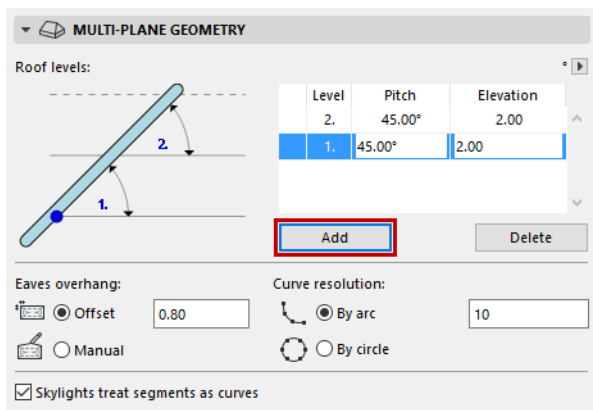 MULTI-PLANE GEOMETRY
Roof levels:
°
Level Pitch Elevation
2. 45.00° 2.00
1. 45.00° 2.00
2.
1.
Add Delete
Eaves overhang: Curve resolution:
Offset 0.80 By arc 10
Manual By circle
Skylights treat segments as curves